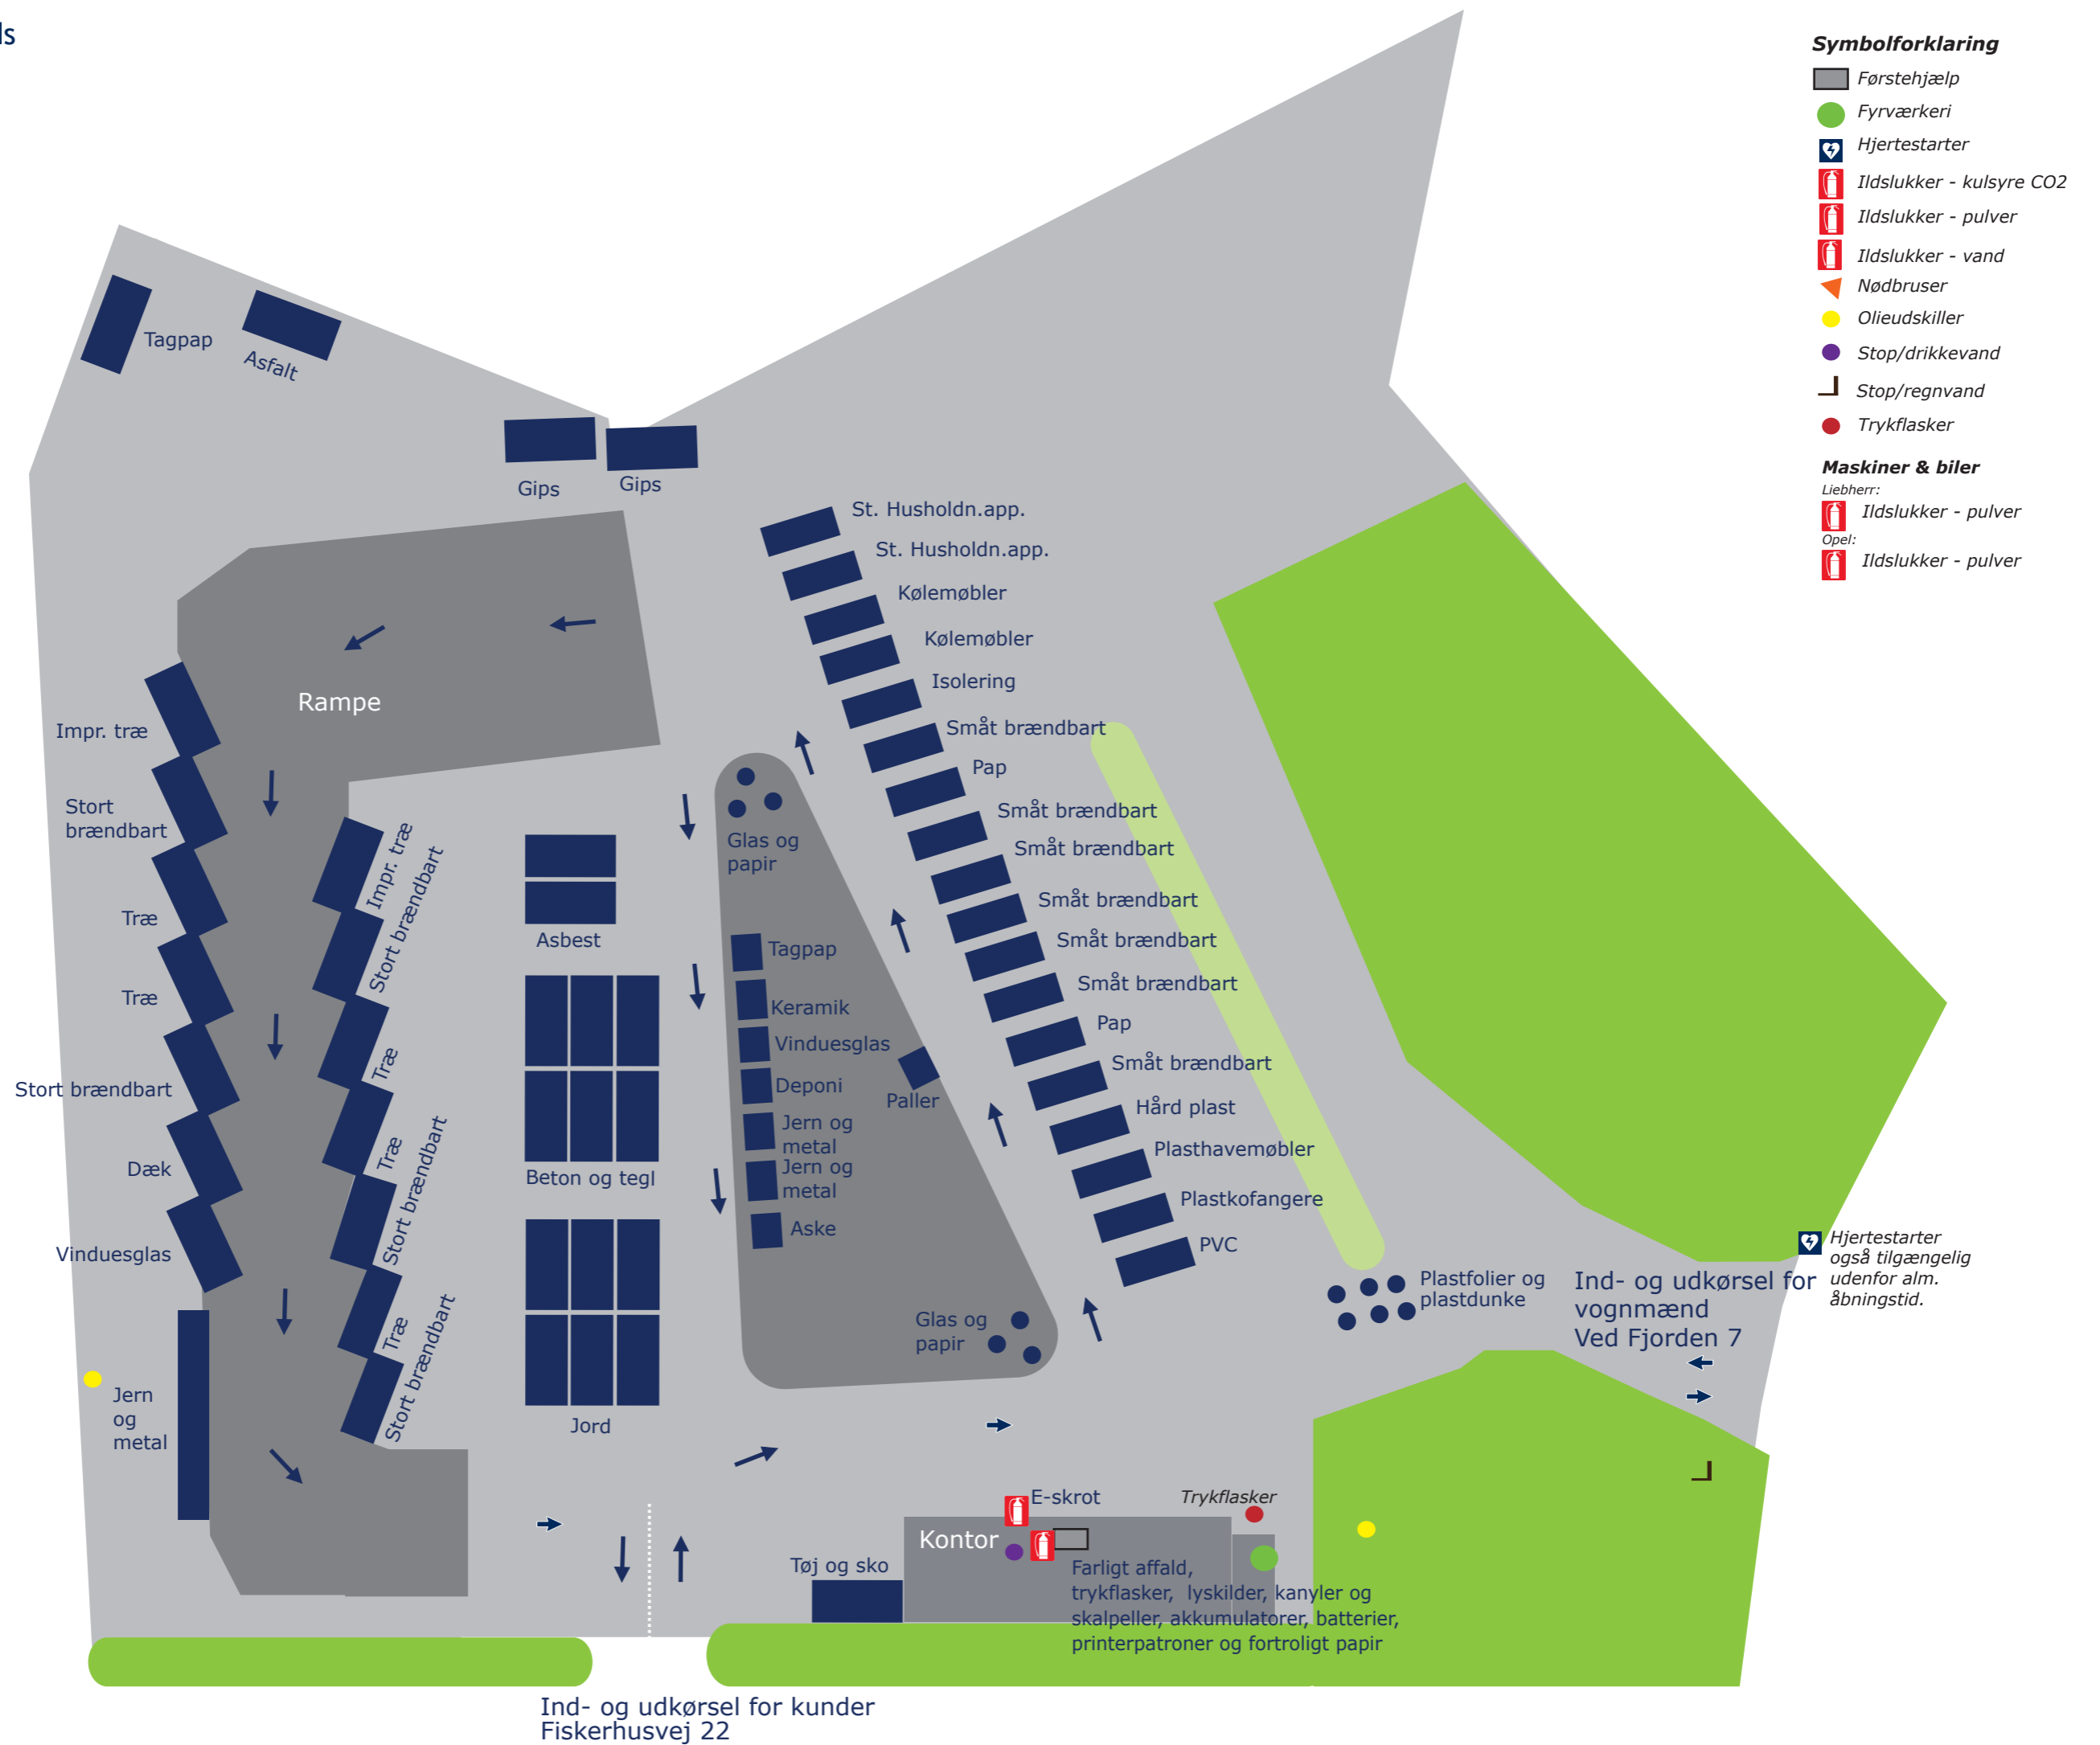 ds
Symbolforklaring
Førstehjælp
Fyrværkeri
Hjertestarter
Ildslukker - kulsyre CO2
Ildslukker - pulver
Ildslukker - vand
Nødbruser
Olieudskiller
Stop/drikkevand
Stop/regnvand
Trykflasker
Maskiner & biler
Liebherr:
Ildslukker - pulver
Opel:
Ildslukker - pulver
Tagpap
Asfalt
Gips
Gips
St. Husholdn.app.
St. Husholdn.app.
Kølemøbler
Kølemøbler
Isolering
Småt brændbart
Pap
Småt brændbart
Småt brændbart
Småt brændbart
Småt brændbart
Småt brændbart
Pap
Småt brændbart
Hård plast
Plasthavemøbler
Plastkofangere
PVC
Rampe
Impr. træ
Stort
brændbart
Træ
Træ
Stort brændbart
Dæk
Vinduesglas
Jern
og
metal
Impr. træ
Stort brændbart
Træ
Træ
Stort brændbart
Træ
Stort brændbart
Asbest
Beton og tegl
Jord
Glas og
papir
Tagpap
Keramik
Vinduesglas
Deponi
Jern og
metal
Jern og
metal
Aske
Paller
Glas og
papir
Plastfolier og
plastdunke
Ind- og udkørsel for
vognmænd
Ved Fjorden 7
Hjertestarter
også tilgængelig
udenfor alm.
åbningstid.
E-skrot
Trykflasker
Kontor
Tøj og sko
Farligt affald,
trykflasker, lyskilder, kanyler og
skalpeller, akkumulatorer, batterier,
printerpatroner og fortroligt papir
Ind- og udkørsel for kunder
Fiskerhusvej 22